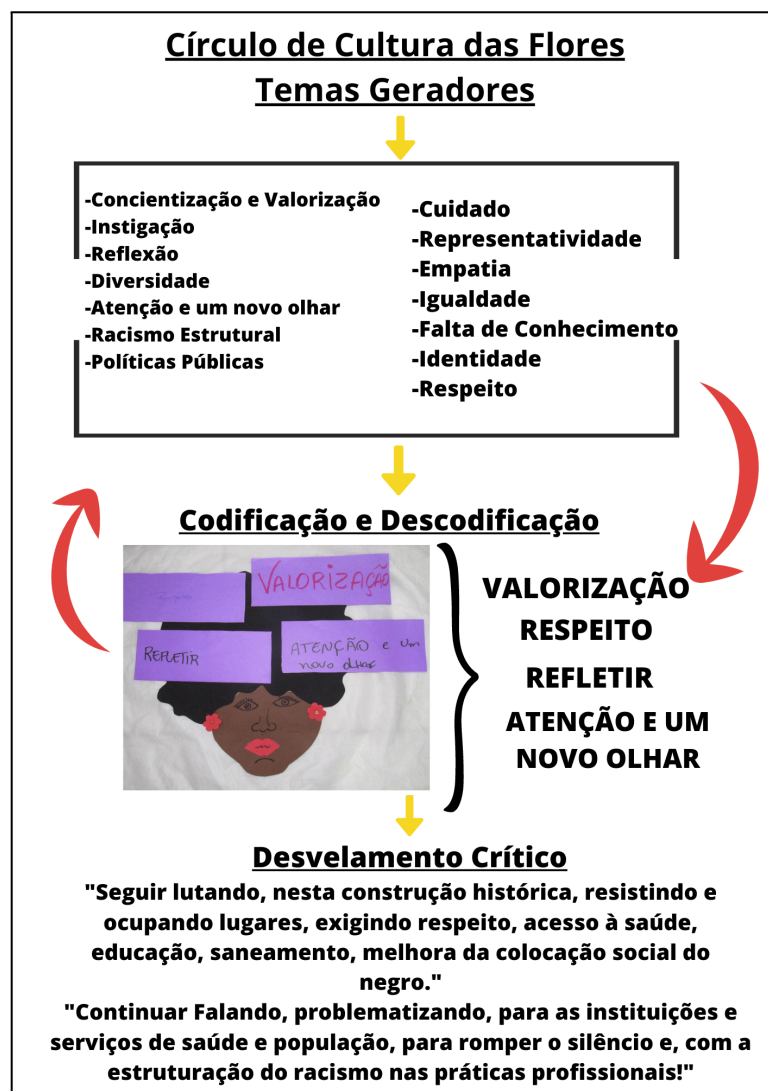 Círculo de Cultura das Flores
Temas Geradores
-Concientização e Valorização
-Instigação
-Reflexão
-Diversidade
-Atenção e um novo olhar
-Racismo Estrutural
-Políticas Públicas
-Cuidado
-Representatividade
-Empatia
-Igualdade
-Falta de Conhecimento
-Identidade
-Respeito
Codificação e Descodificação
VALORIZAÇÃO
REFLETIR
ATENÇÃO e um
novo olhar
VALORIZAÇÃO
RESPEITO
REFLETIR
ATENÇÃO E UM
NOVO OLHAR
Desvelamento Crítico
"Seguir lutando, nesta construção histórica, resistindo e
ocupando lugares, exigindo respeito, acesso à saúde,
educação, saneamento, melhora da colocação social do
negro."
"Continuar Falando, problematizando, para as instituições e
serviços de saúde e população, para romper o silêncio e, com a
estruturação do racismo nas práticas profissionais!"